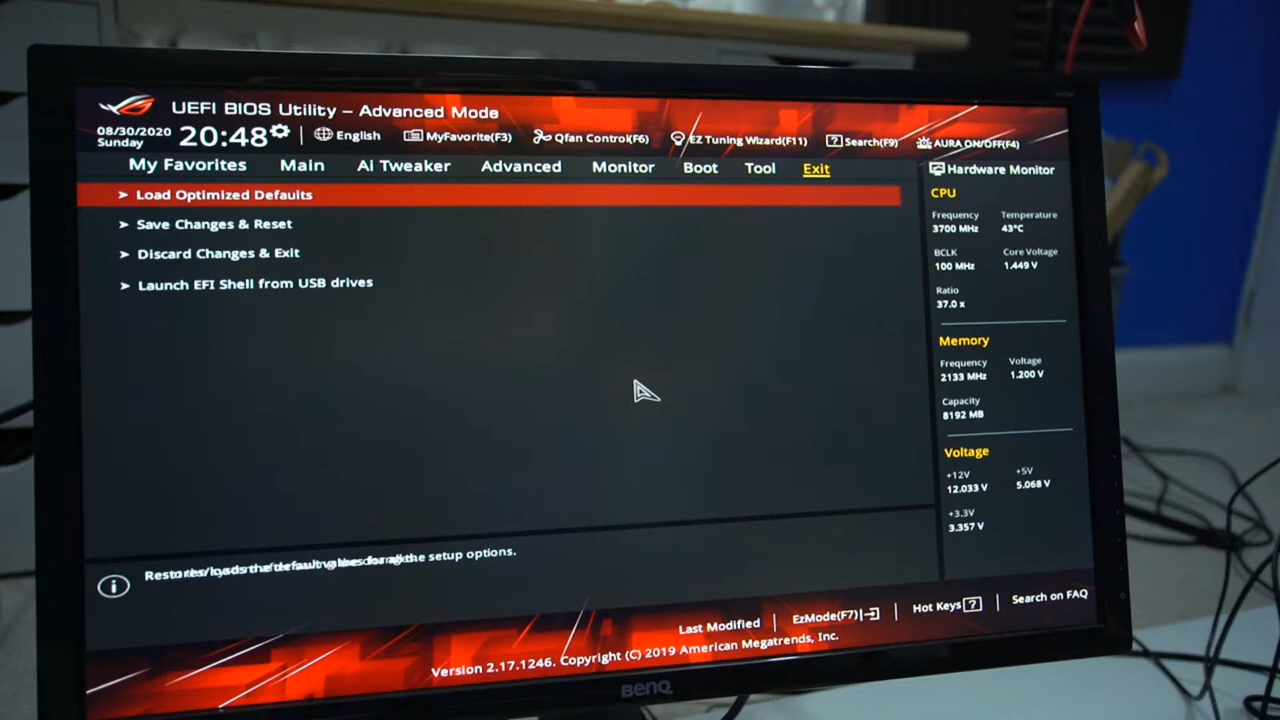 UEFI BIOS Utility – Advanced Mode
08/30/2020
Sunday
20:48
English
MyFavorite(F3)
Qfan Control(F6)
EZ Tuning Wizard(F11)
Search(F9)
AURA ON/OFF(F4)
My Favorites
Main
Ai Tweaker
Advanced
Monitor
Boot
Tool
Exit
> Load Optimized Defaults
> Save Changes & Reset
> Discard Changes & Exit
> Launch EFI Shell from USB drives
Hardware Monitor
CPU
Frequency Temperature
3700 MHz 43°C
BCLK Core Voltage
100 MHz 1.449 V
Ratio
37.0 x
Memory
Frequency Voltage
2133 MHz 1.200 V
Capacity
8192 MB
Voltage
+12V +5V
12.033 V 5.068 V
+3.3V
3.357 V
the setup options.
Last Modified
EzMode(F7)
Hot Keys ?
Search on FAQ
Version 2.17.1246. Copyright (C) 2019 American Megatrends, Inc.
BenQ